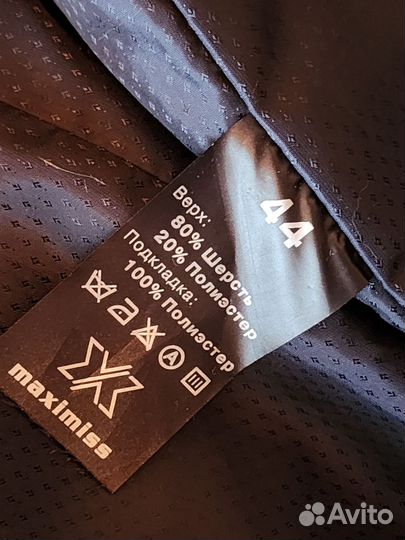 44
Верх:
80% Шерсть
20% Полиэстер
Подкладка:
100% Полиэстер
A
maximiss
Avito